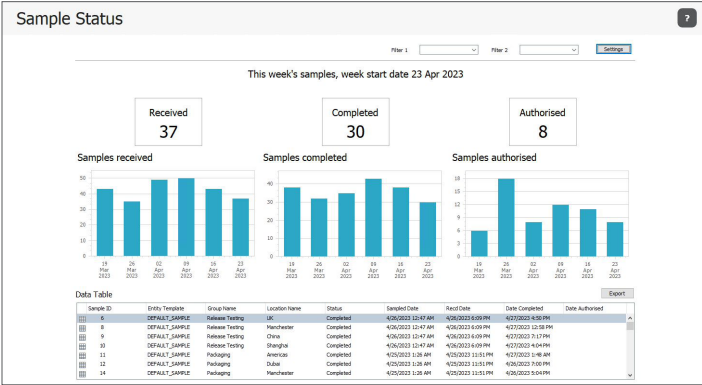 Sample Status
?
Filter 1 Filter 2 Settings
This week's samples, week start date 23 Apr 2023
Received Completed Authorised
37 30 8
Samples received Samples completed Samples authorised
50 40 30 20 10 0
19 Mar 2023 26 Mar 2023 02 Apr 2023 09 Apr 2023 16 Apr 2023 23 Apr 2023
40 30 20 10 0
19 Mar 2023 26 Mar 2023 02 Apr 2023 09 Apr 2023 16 Apr 2023 23 Apr 2023
18 15 12 9 6 3 0
19 Mar 2023 26 Mar 2023 02 Apr 2023 09 Apr 2023 16 Apr 2023 23 Apr 2023
Data Table Export
Sample ID Entity Template Group Name Location Name Status Sampled Date Recd Date Date Completed Date Authorised
6 DEFAULT_SAMPLE Release Testing UK Completed 4/26/2023 12:47 AM 4/26/2023 6:09 PM 4/27/2023 4:50 PM
8 DEFAULT_SAMPLE Release Testing Manchester Completed 4/26/2023 12:47 AM 4/26/2023 6:09 PM 4/27/2023 12:58 PM
9 DEFAULT_SAMPLE Release Testing China Completed 4/26/2023 12:47 AM 4/26/2023 6:09 PM 4/27/2023 7:17 PM
10 DEFAULT_SAMPLE Release Testing Shanghai Completed 4/26/2023 12:47 AM 4/26/2023 6:09 PM 4/27/2023 4:04 PM
11 DEFAULT_SAMPLE Packaging Americas Completed 4/25/2023 1:26 AM 4/25/2023 11:51 PM 4/27/2023 1:48 AM
12 DEFAULT_SAMPLE Packaging Dubai Completed 4/25/2023 1:26 AM 4/25/2023 11:51 PM 4/26/2023 7:00 PM
14 DEFAULT_SAMPLE Packaging Manchester Completed 4/25/2023 1:26 AM 4/25/2023 11:51 PM 4/26/2023 5:04 PM